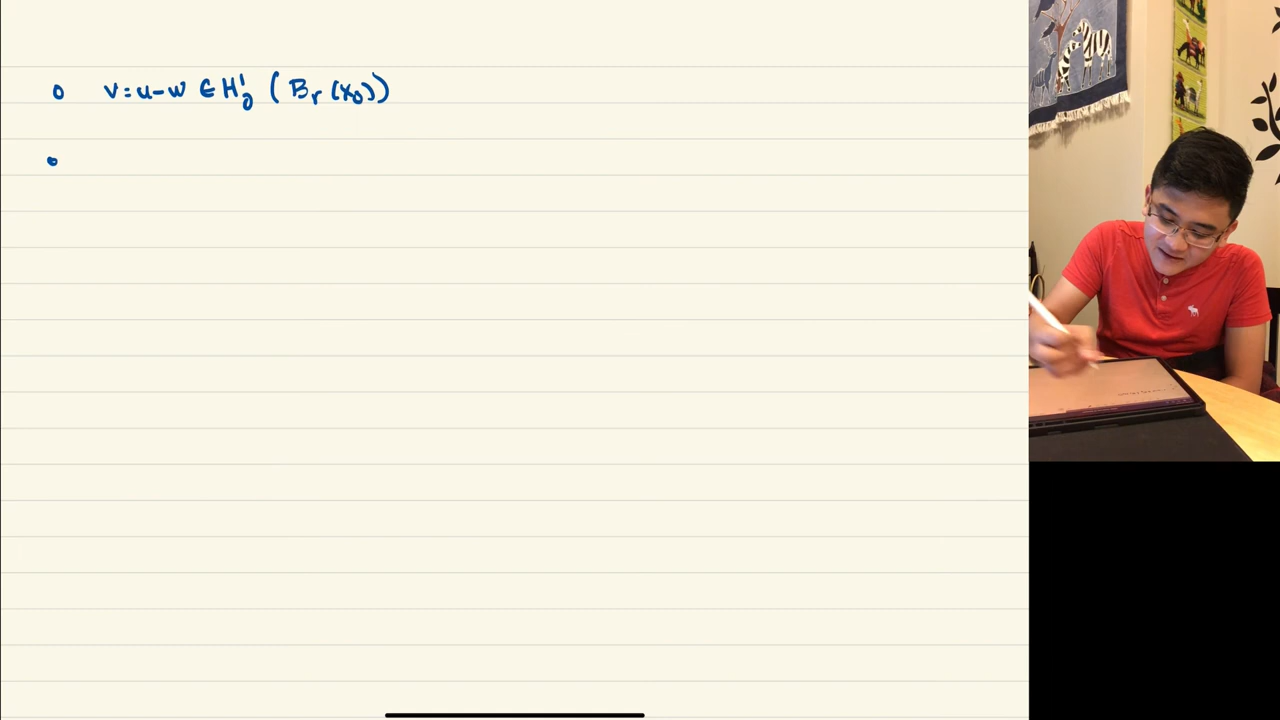 v = u - w ∈ H¹₀ (Bᵣ(x₀))